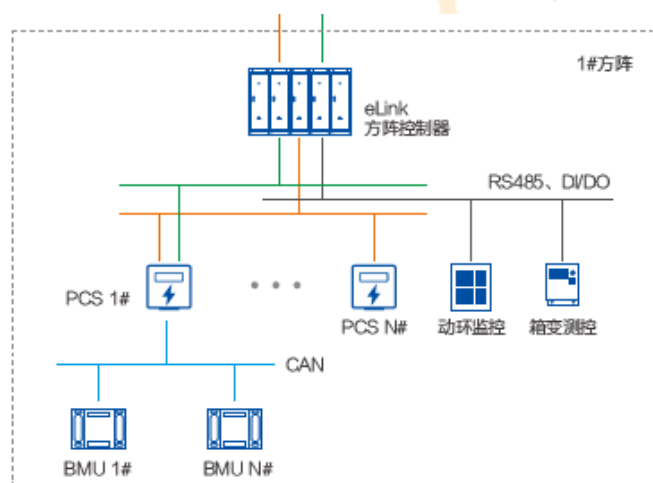 1#方阵
eLink
方阵控制器
RS485、DI/DO
PCS 1#
PCS N#
动环监控
箱变测控
CAN
BMU 1#
BMU N#